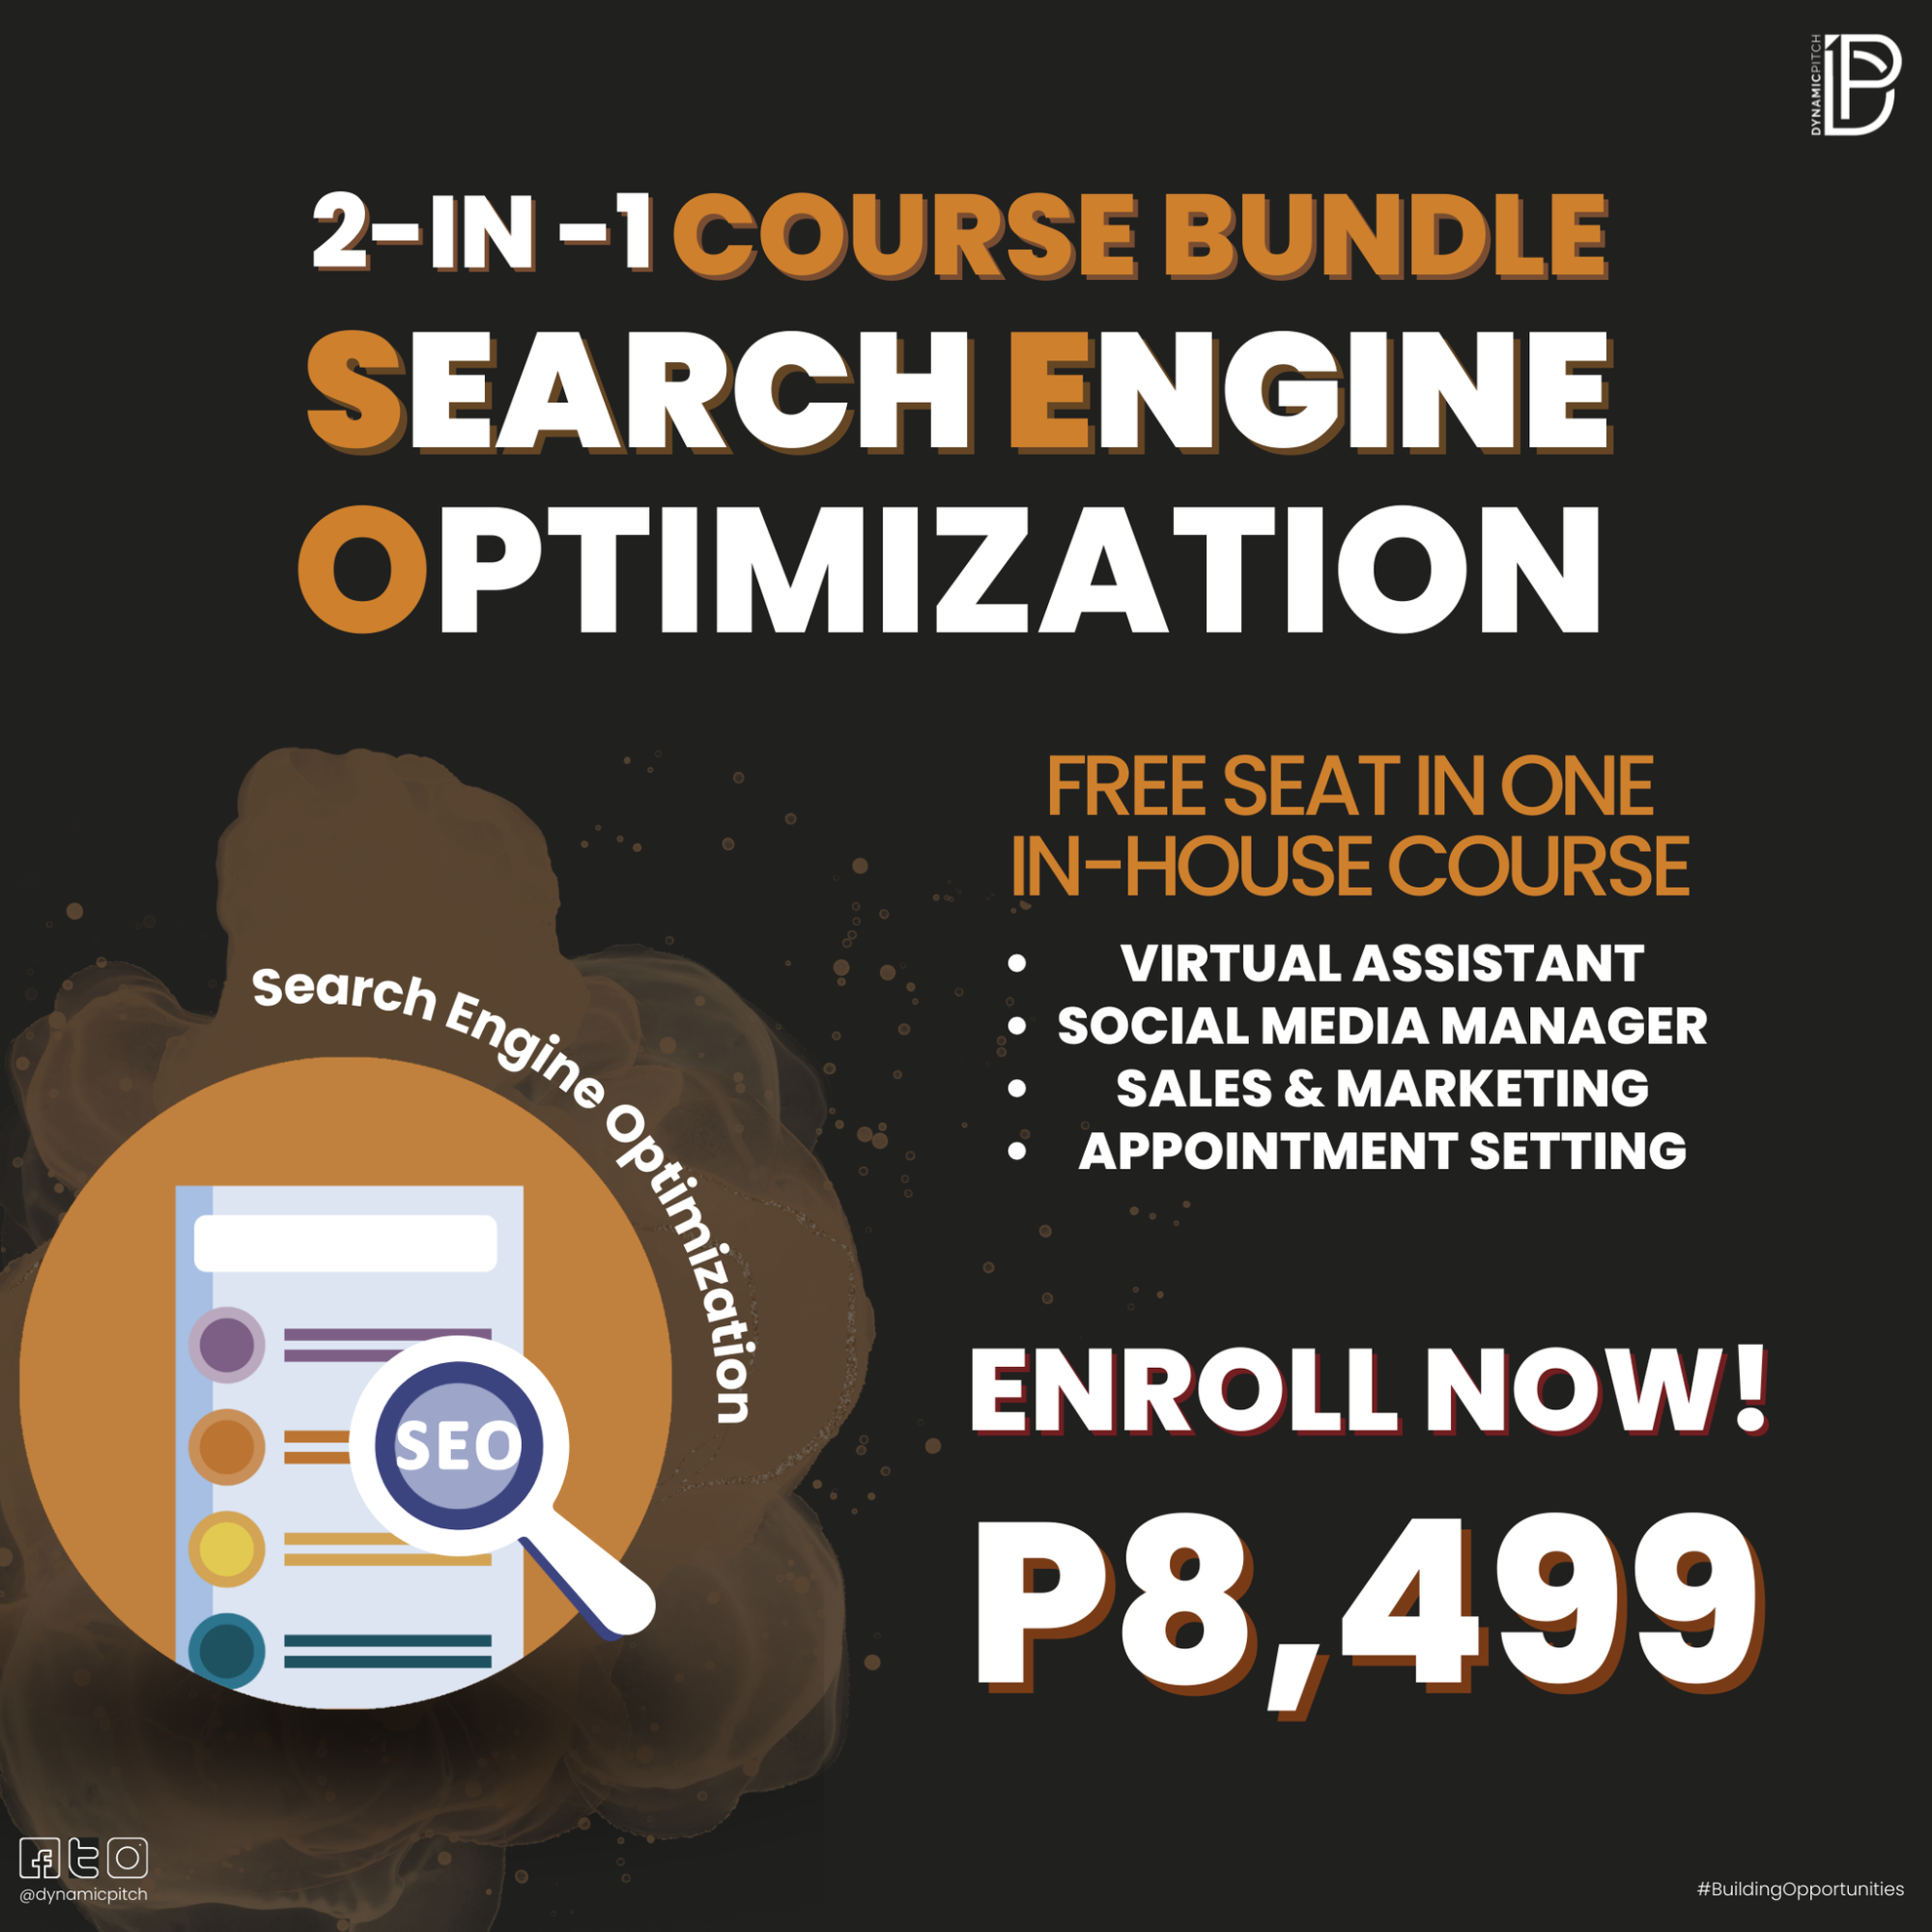 DYNAMICPITCH
2-IN -1 COURSE BUNDLE
SEARCH ENGINE
OPTIMIZATION
FREE SEAT IN ONE
IN-HOUSE COURSE
• VIRTUAL ASSISTANT
• SOCIAL MEDIA MANAGER
• SALES & MARKETING
• APPOINTMENT SETTING
Search Engine Optimization
SEO
ENROLL NOW!
P8,499
@dynamicpitch
#BuildingOpportunities